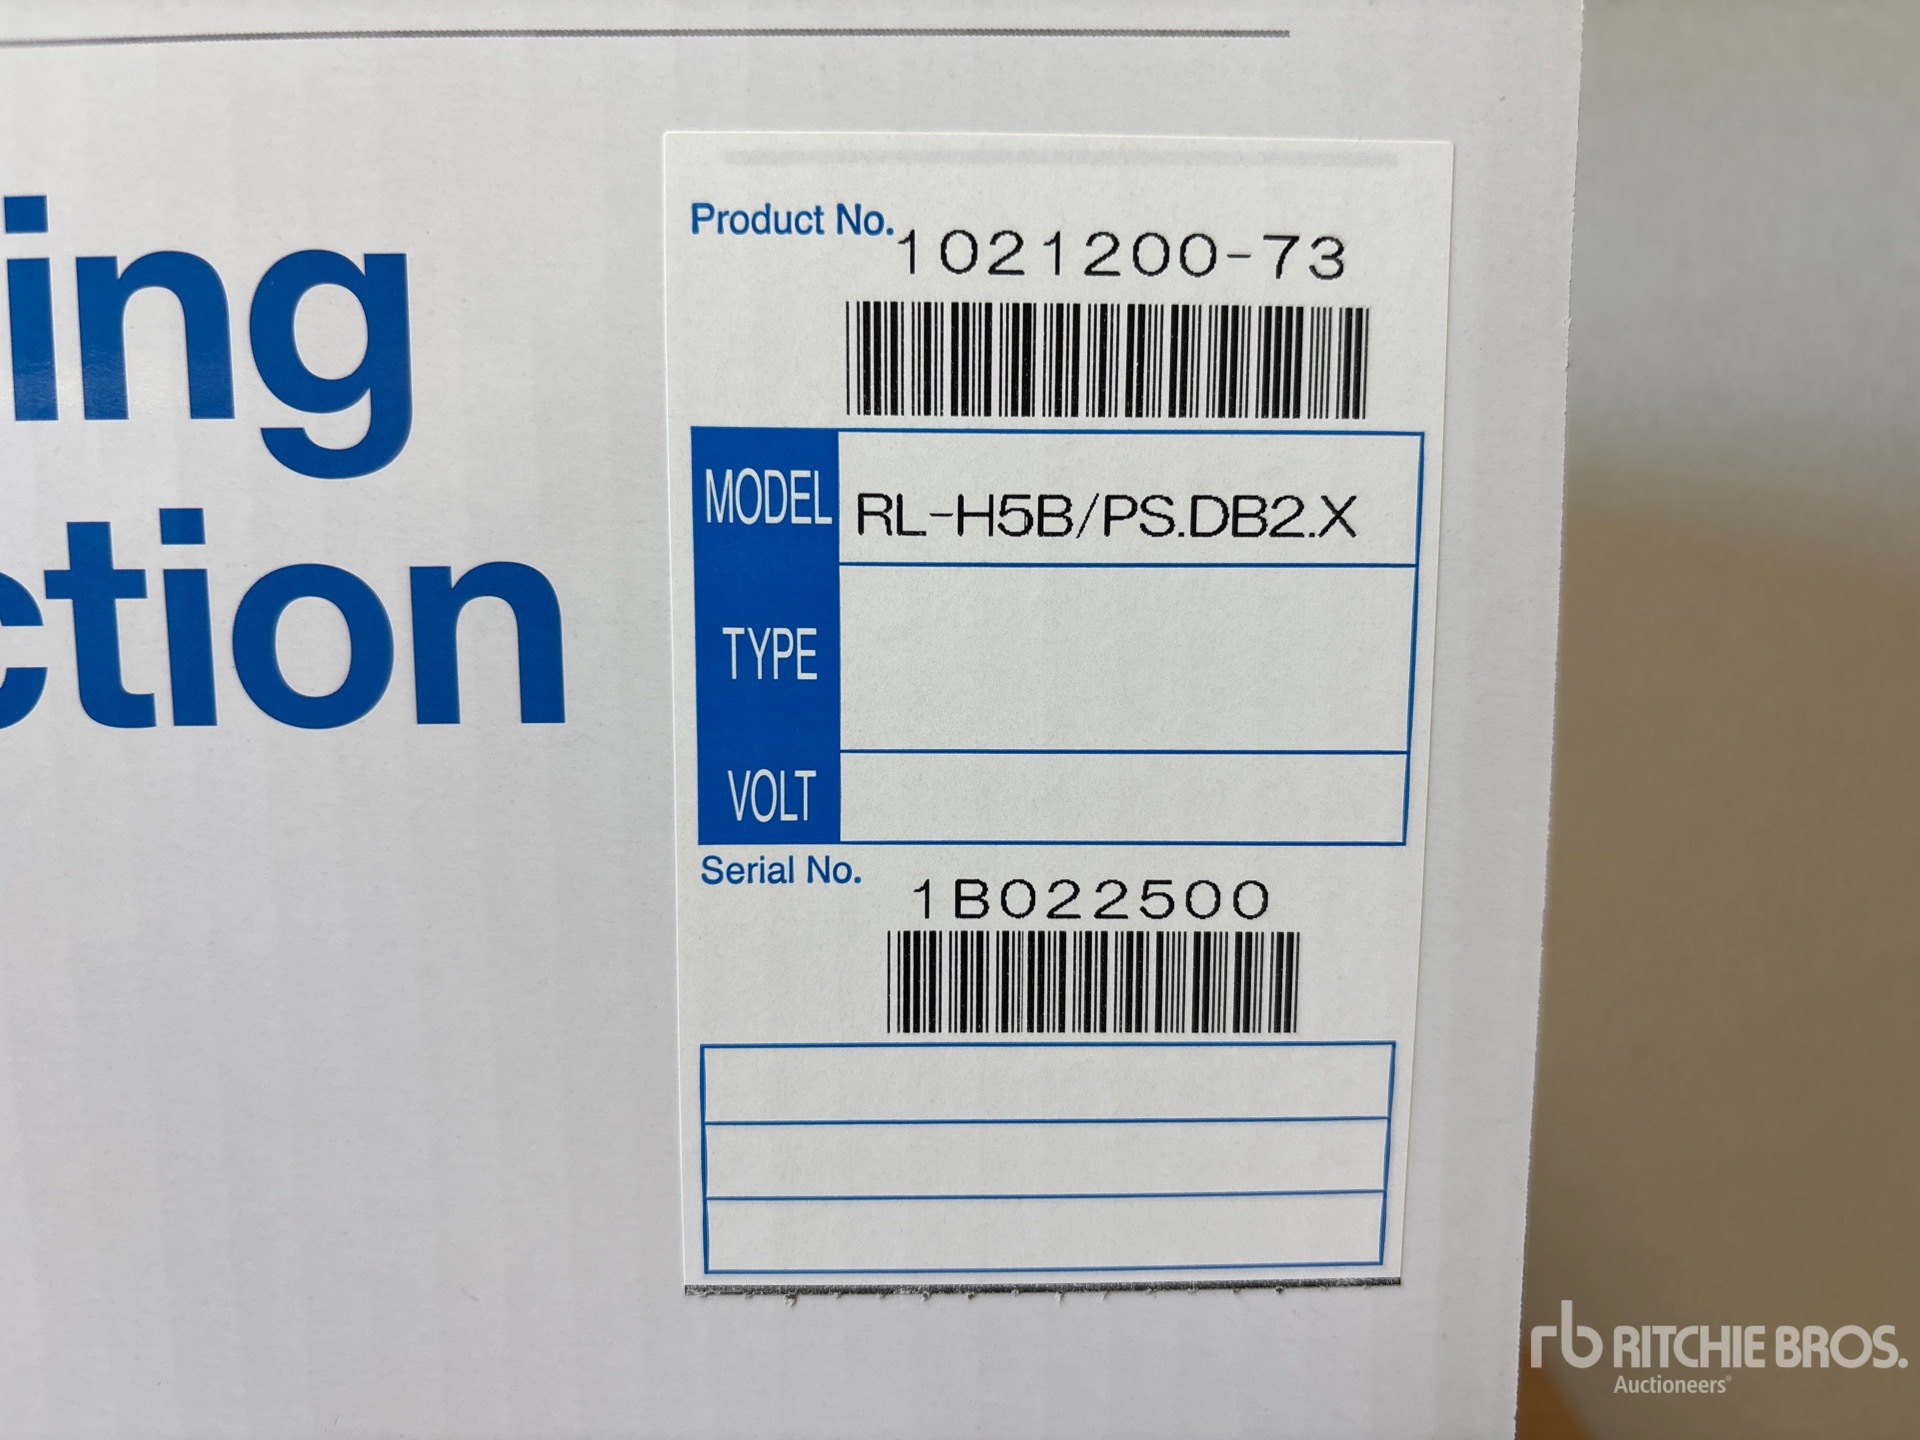 ing
ction
Product No.
1021200-73
MODEL RL-H5B/PS.DB2.X
TYPE
VOLT
Serial No.
1B022500
rb RITCHIE BROS.
Auctioneers®